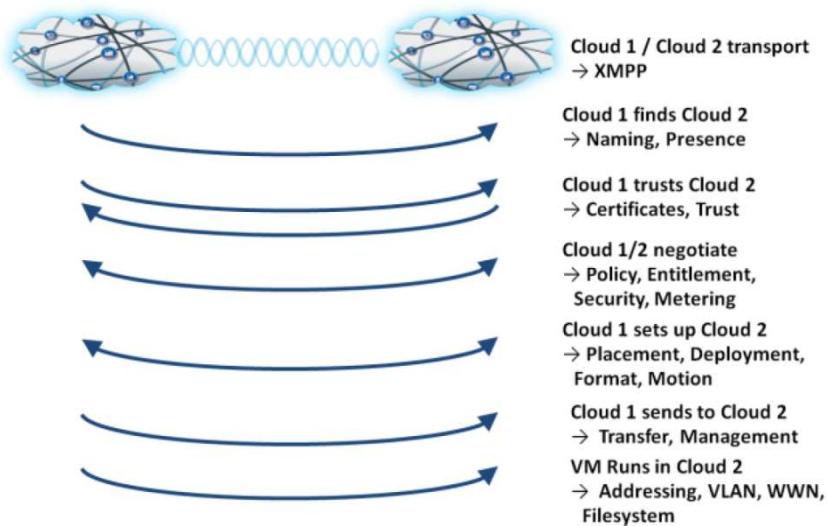 Cloud 1 / Cloud 2 transport
→ XMPP
Cloud 1 finds Cloud 2
→ Naming, Presence
Cloud 1 trusts Cloud 2
→ Certificates, Trust
Cloud 1/2 negotiate
→ Policy, Entitlement,
Security, Metering
Cloud 1 sets up Cloud 2
→ Placement, Deployment,
Format, Motion
Cloud 1 sends to Cloud 2
→ Transfer, Management
VM Runs in Cloud 2
→ Addressing, VLAN, WWN,
Filesystem